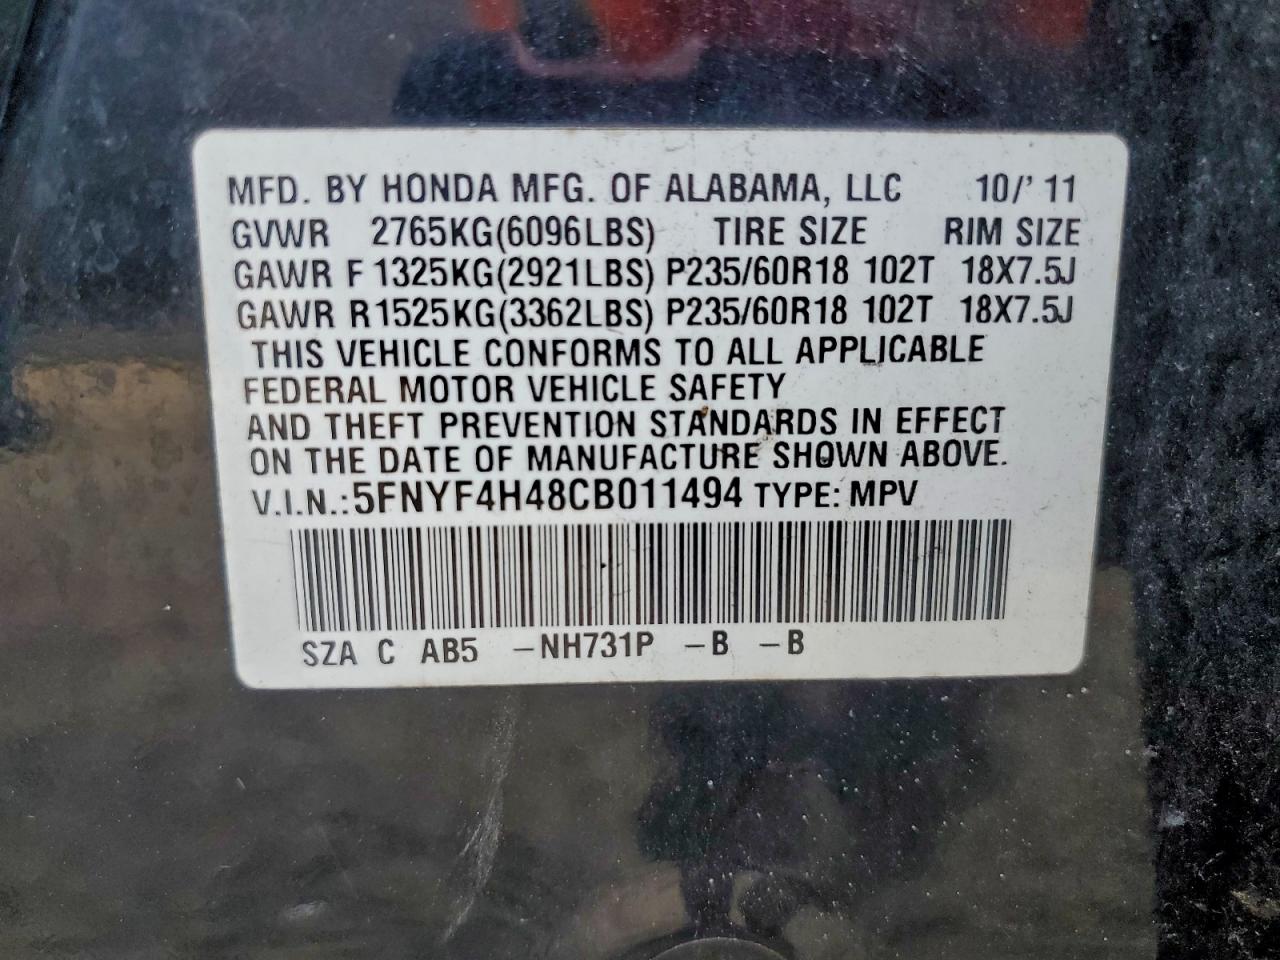 MFD. BY HONDA MFG. OF ALABAMA, LLC 10/' 11
GVWR 2765KG(6096LBS) TIRE SIZE RIM SIZE
GAWR F 1325KG(2921LBS) P235/60R18 102T 18X7.5J
GAWR R 1525KG(3362LBS) P235/60R18 102T 18X7.5J
THIS VEHICLE CONFORMS TO ALL APPLICABLE
FEDERAL MOTOR VEHICLE SAFETY
AND THEFT PREVENTION STANDARDS IN EFFECT
ON THE DATE OF MANUFACTURE SHOWN ABOVE.
V.I.N.: 5FNYF4H48CB011494 TYPE: MPV
SZA C AB5 -NH731P -B -B